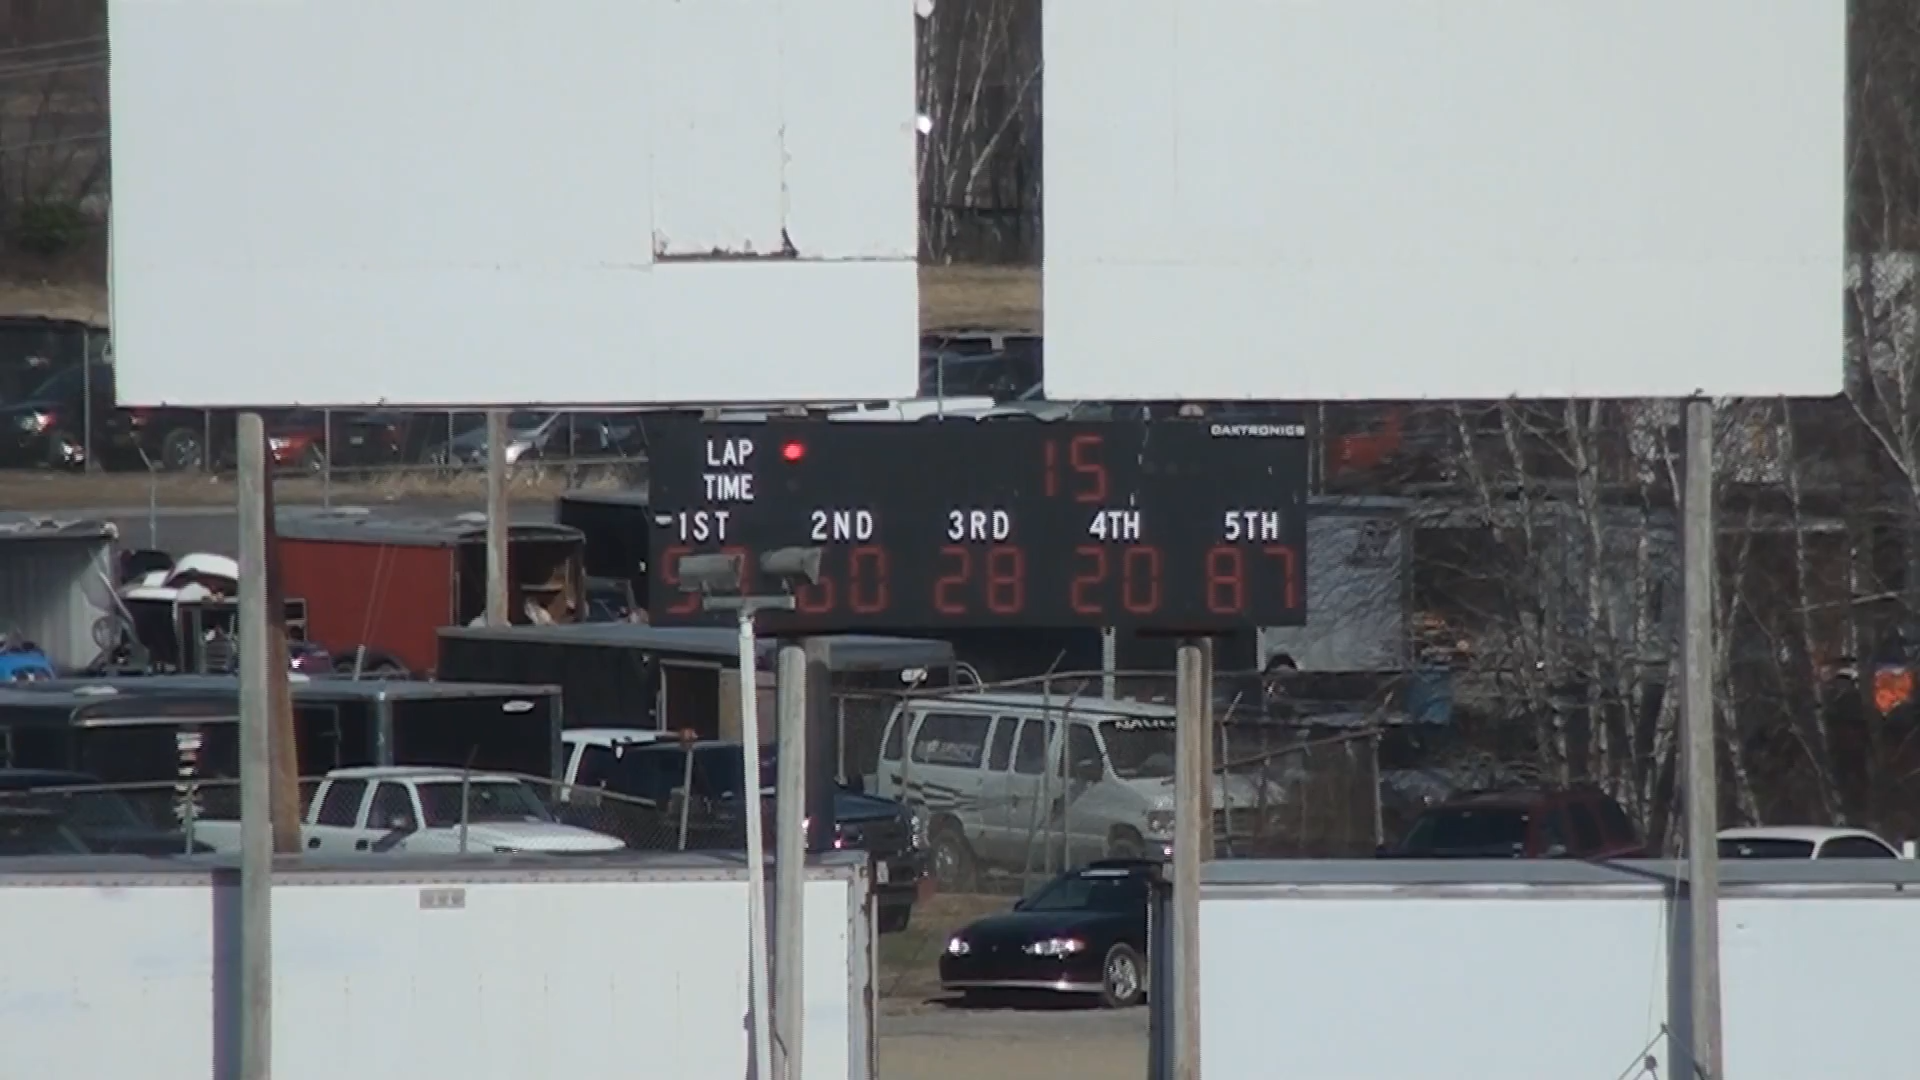 DAKTRONICS
LAP 15
TIME
1ST 2ND 3RD 4TH 5TH
28 20 87